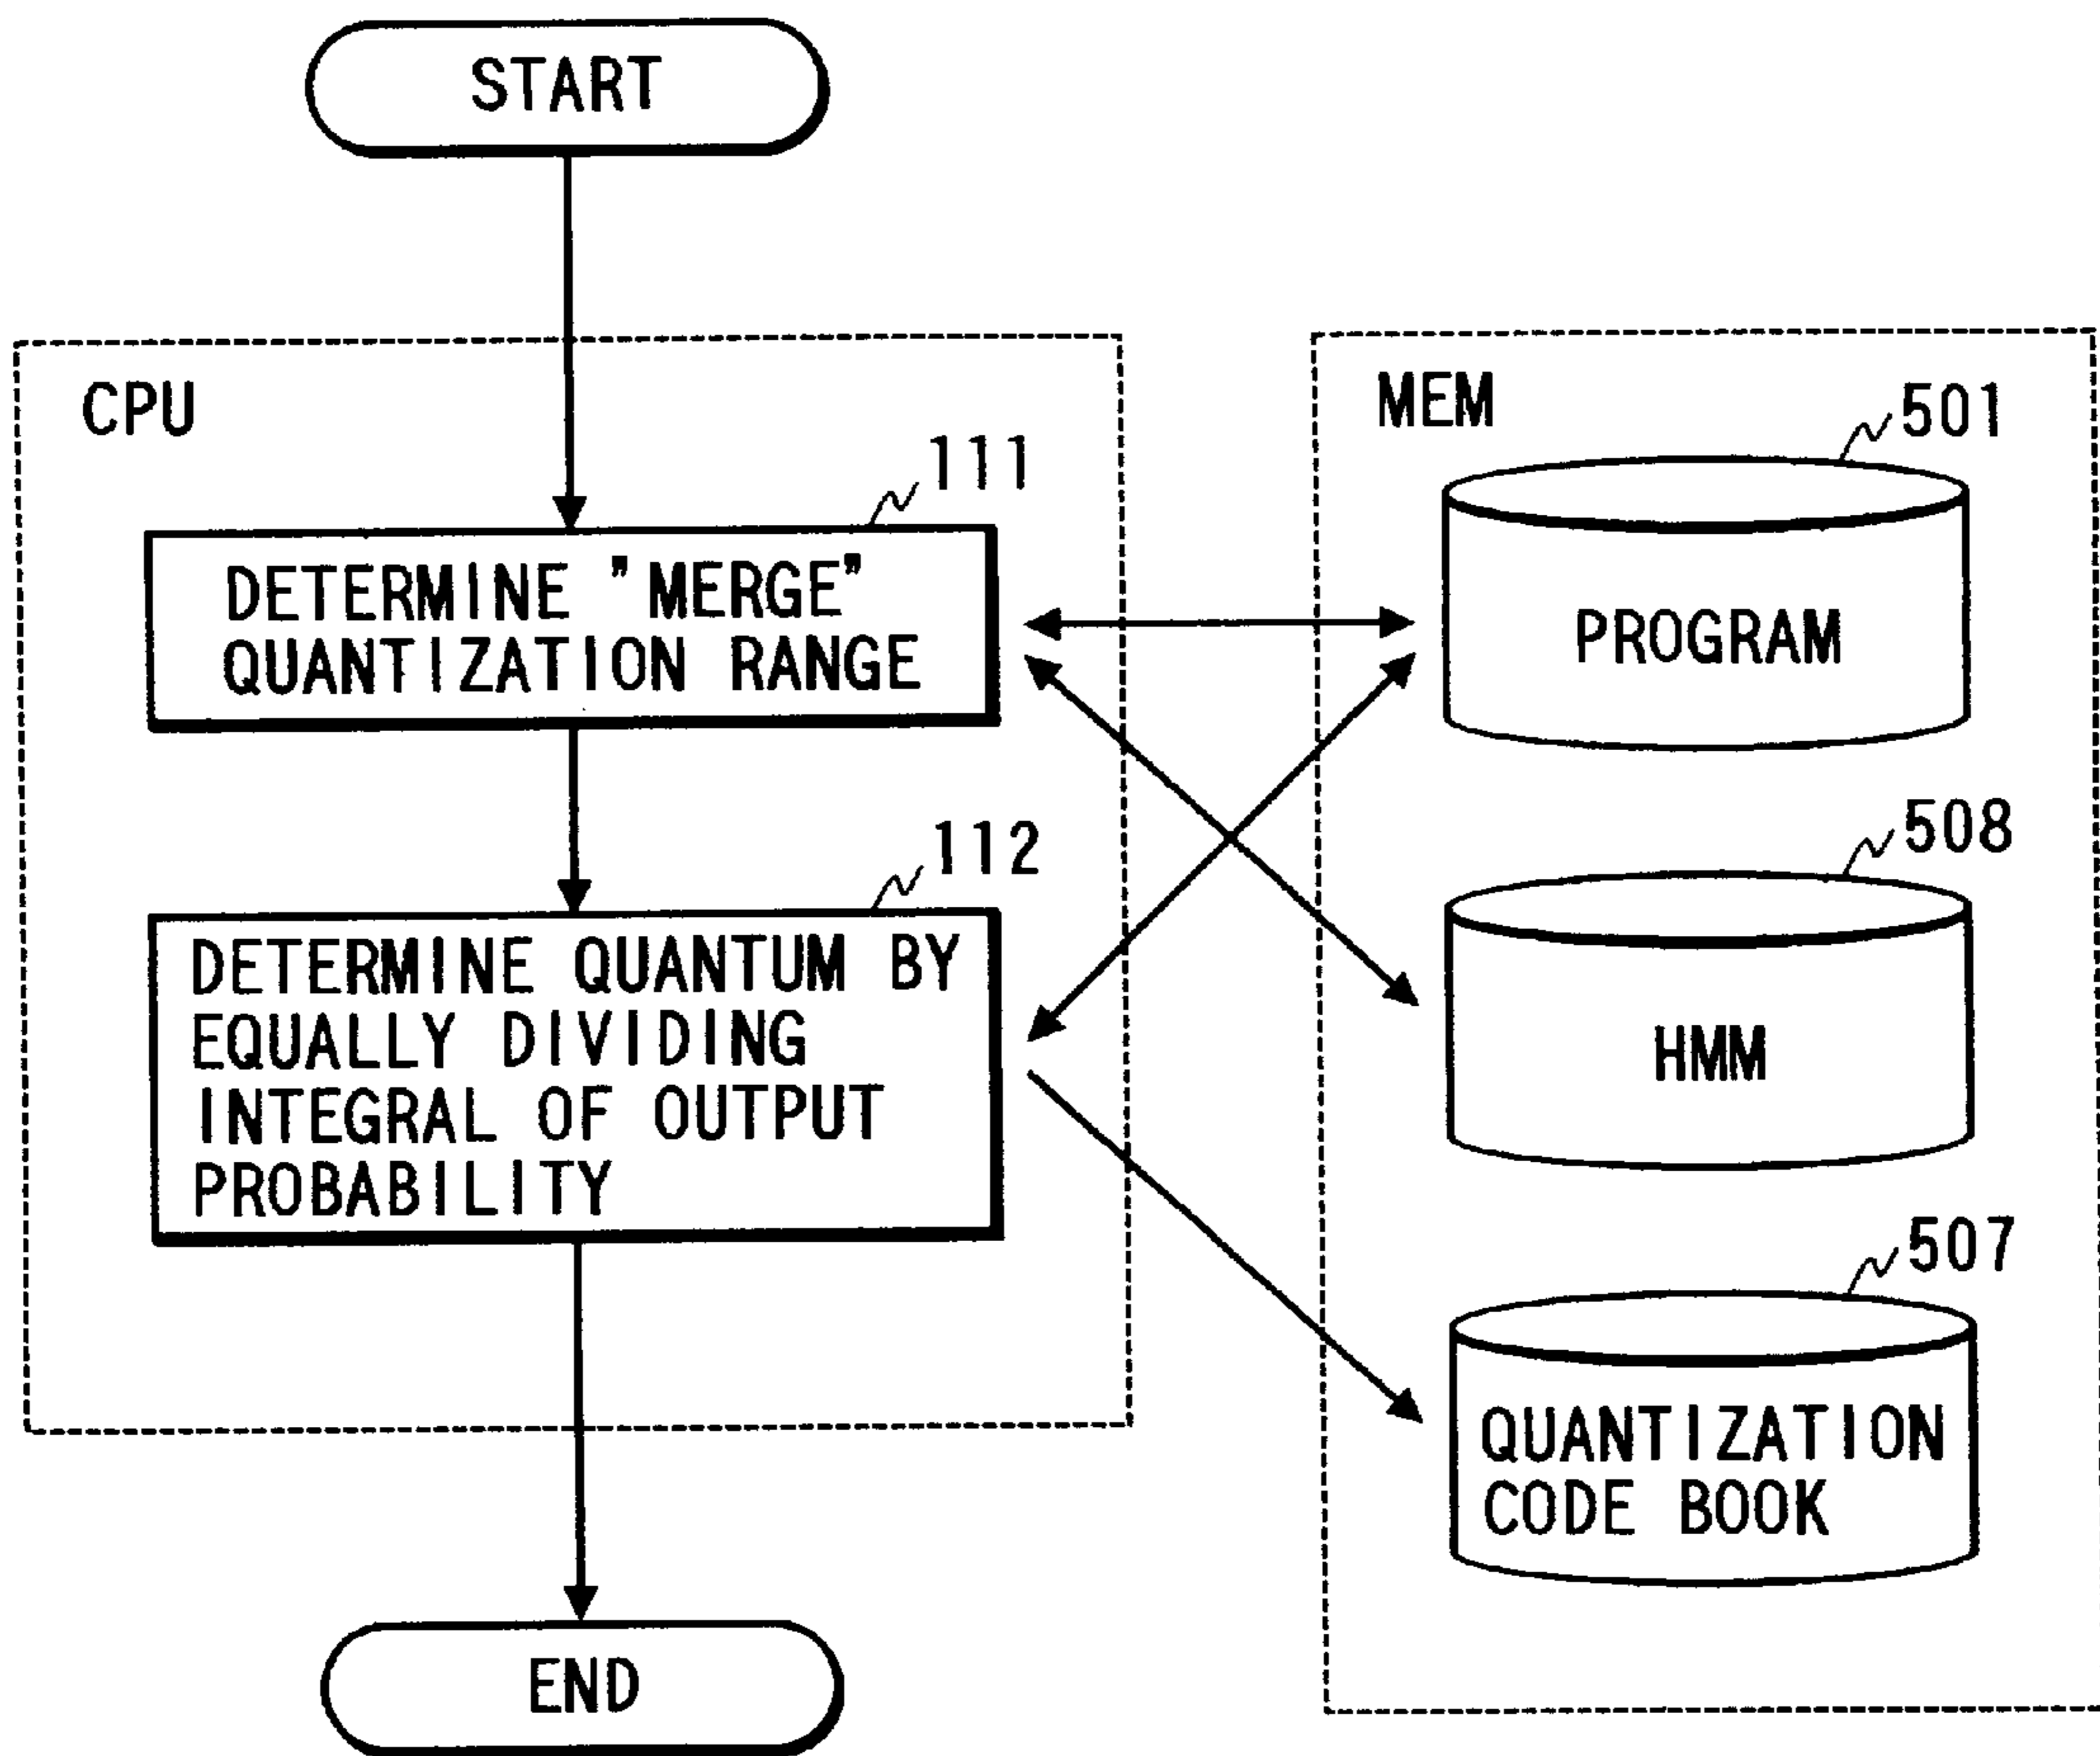 START
CPU
111
DETERMINE "MERGE"
QUANTIZATION RANGE
112
DETERMINE QUANTUM BY
EQUALLY DIVIDING
INTEGRAL OF OUTPUT
PROBABILITY
END
MEM
501
PROGRAM
508
HMM
507
QUANTIZATION
CODE BOOK